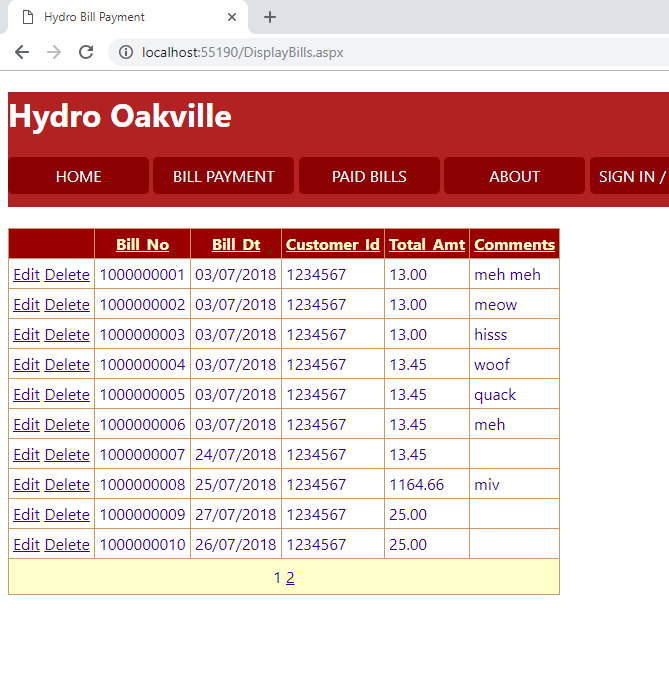 Hydro Bill Payment
localhost:55190/DisplayBills.aspx
Hydro Oakville
HOME BILL PAYMENT PAID BILLS ABOUT SIGN IN /
Bill_No Bill_Dt Customer_Id Total_Amt Comments
Edit Delete 1000000001 03/07/2018 1234567 13.00 meh meh
Edit Delete 1000000002 03/07/2018 1234567 13.00 meow
Edit Delete 1000000003 03/07/2018 1234567 13.00 hisss
Edit Delete 1000000004 03/07/2018 1234567 13.45 woof
Edit Delete 1000000005 03/07/2018 1234567 13.45 quack
Edit Delete 1000000006 03/07/2018 1234567 13.45 meh
Edit Delete 1000000007 24/07/2018 1234567 13.45
Edit Delete 1000000008 25/07/2018 1234567 1164.66 miv
Edit Delete 1000000009 27/07/2018 1234567 25.00
Edit Delete 1000000010 26/07/2018 1234567 25.00
1 2